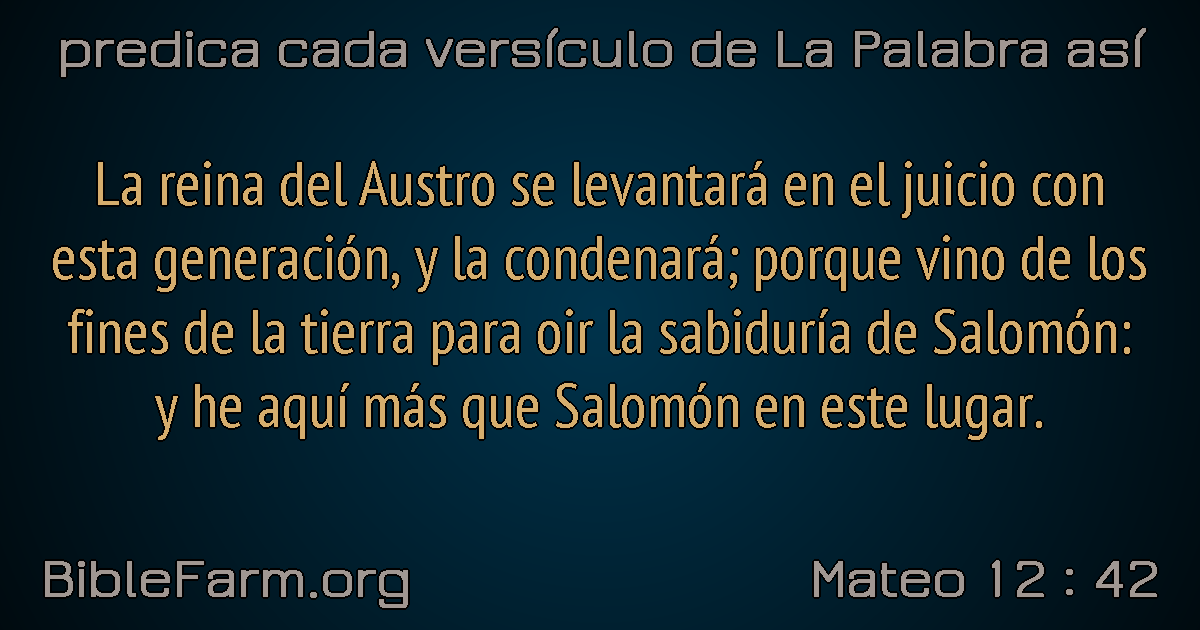 predica cada versículo de La Palabra así
La reina del Austro se levantará en el juicio con
esta generación, y la condenará; porque vino de los
fines de la tierra para oir la sabiduría de Salomón:
y he aquí más que Salomón en este lugar.
BibleFarm.org
Mateo 12 : 42